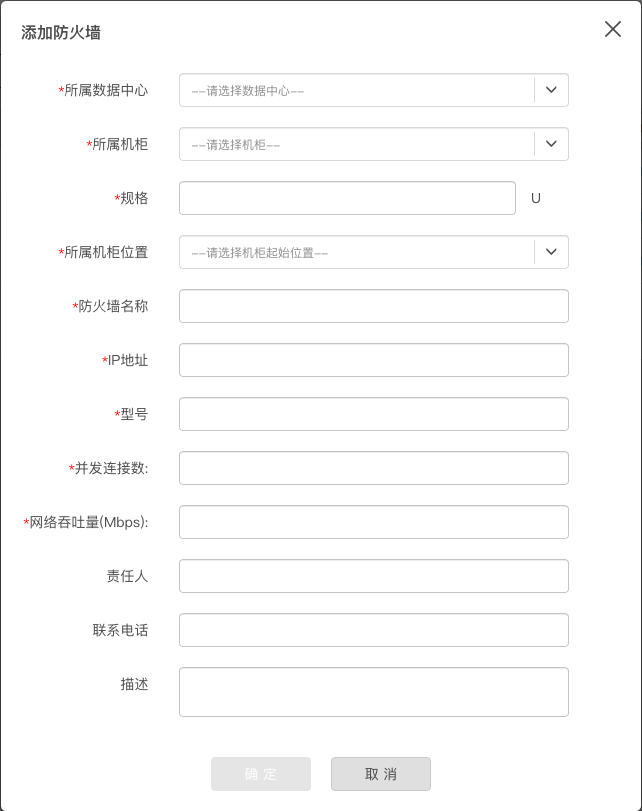 添加防火墙
*所属数据中心 --请选择数据中心--
*所属机柜 --请选择机柜--
*规格 U
*所属机柜位置 --请选择机柜起始位置--
*防火墙名称
*IP地址
*型号
*并发连接数:
*网络吞吐量(Mbps):
责任人
联系电话
描述
确 定 取 消